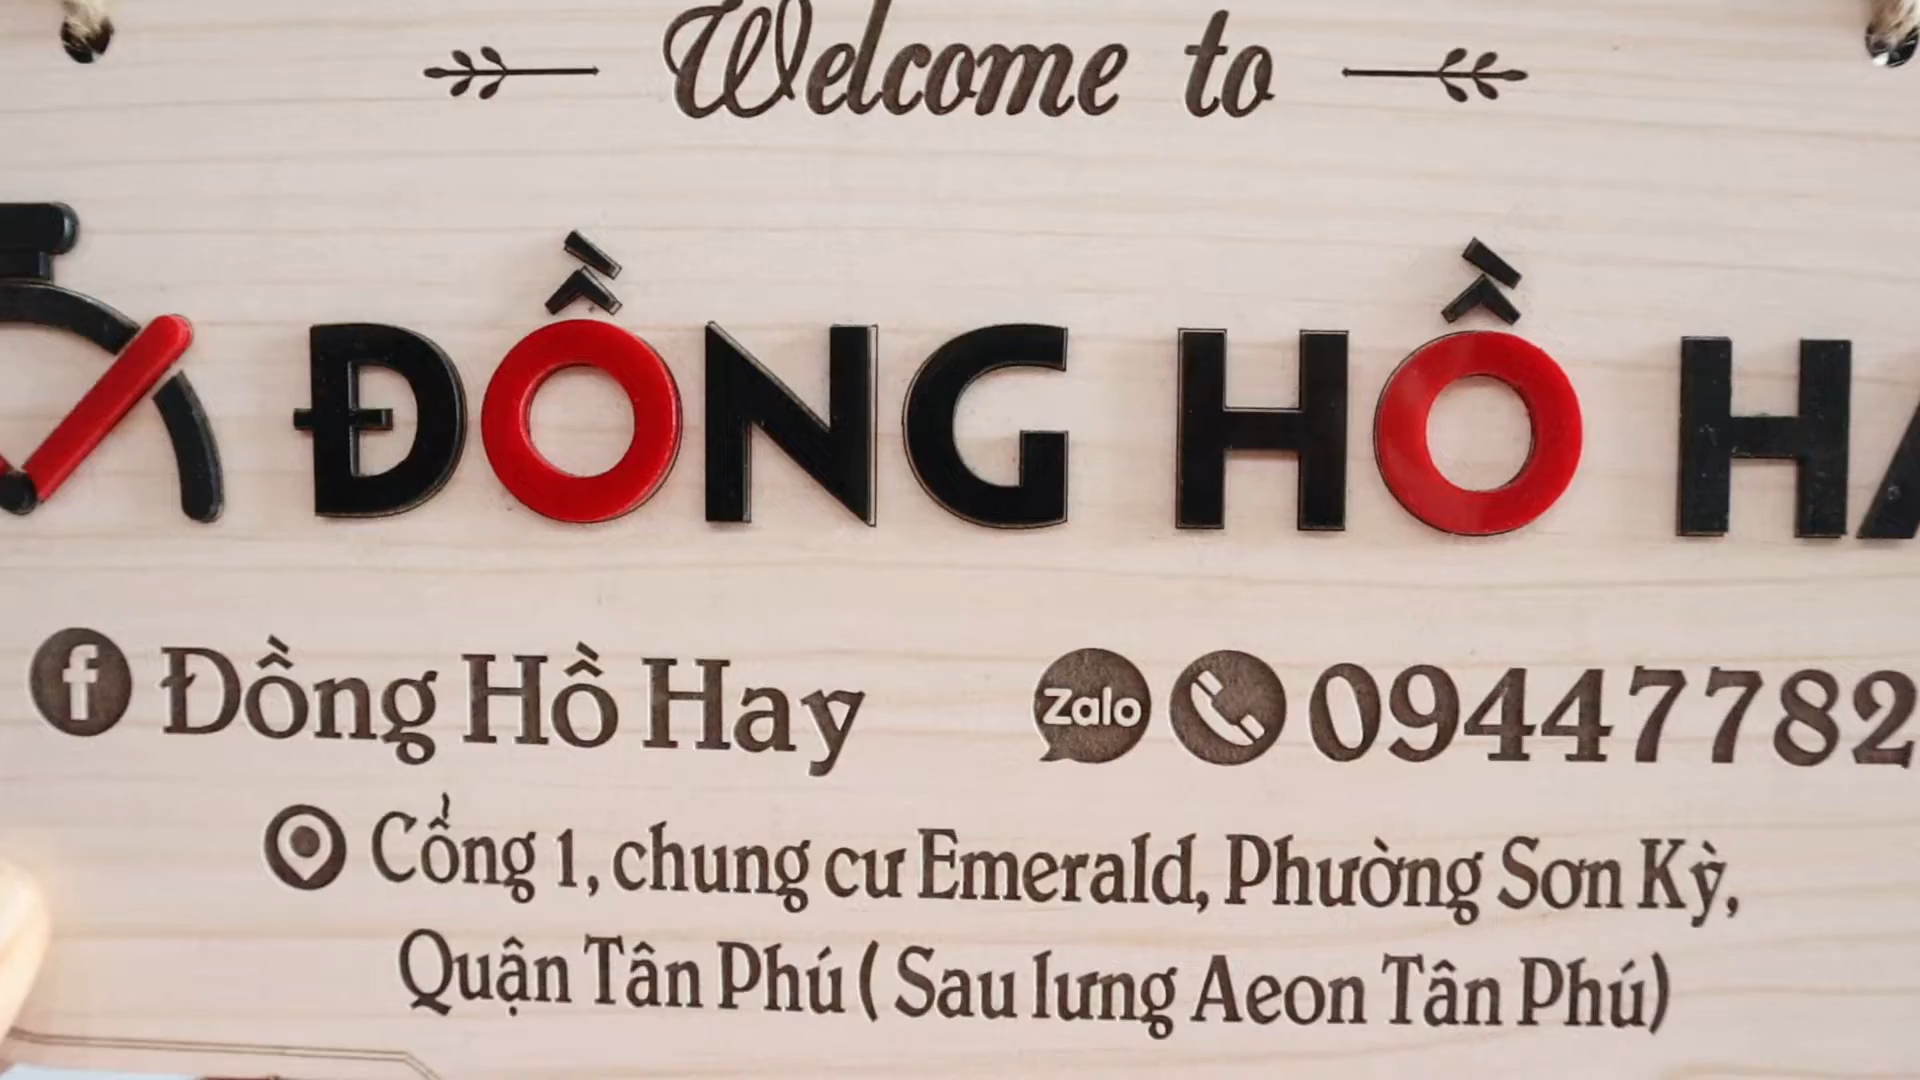 Welcome to
ĐỒNG HỒ HA
Đồng Hồ Hay
Zalo 09447782
Cổng 1, chung cư Emerald, Phường Sơn Kỳ,
Quận Tân Phú ( Sau lưng Aeon Tân Phú)